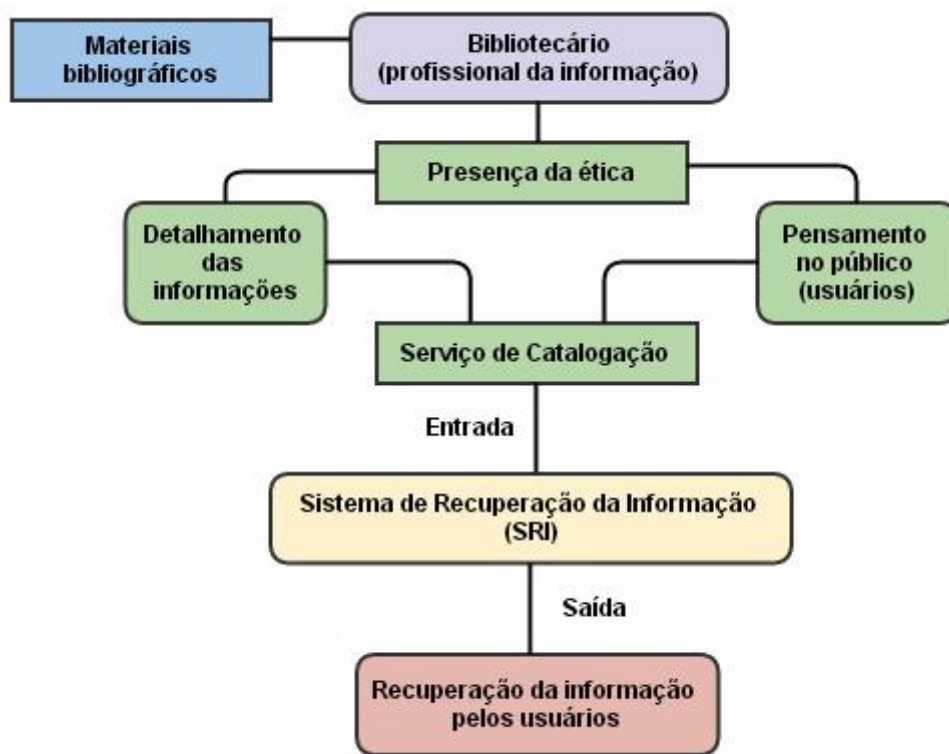 Materiais
bibliográficos
Bibliotecário
(profissional da informação)
Presença da ética
Detalhamento
das
informações
Pensamento
no público
(usuários)
Serviço de Catalogação
Entrada
Sistema de Recuperação da Informação
(SRI)
Saída
Recuperação da informação
pelos usuários